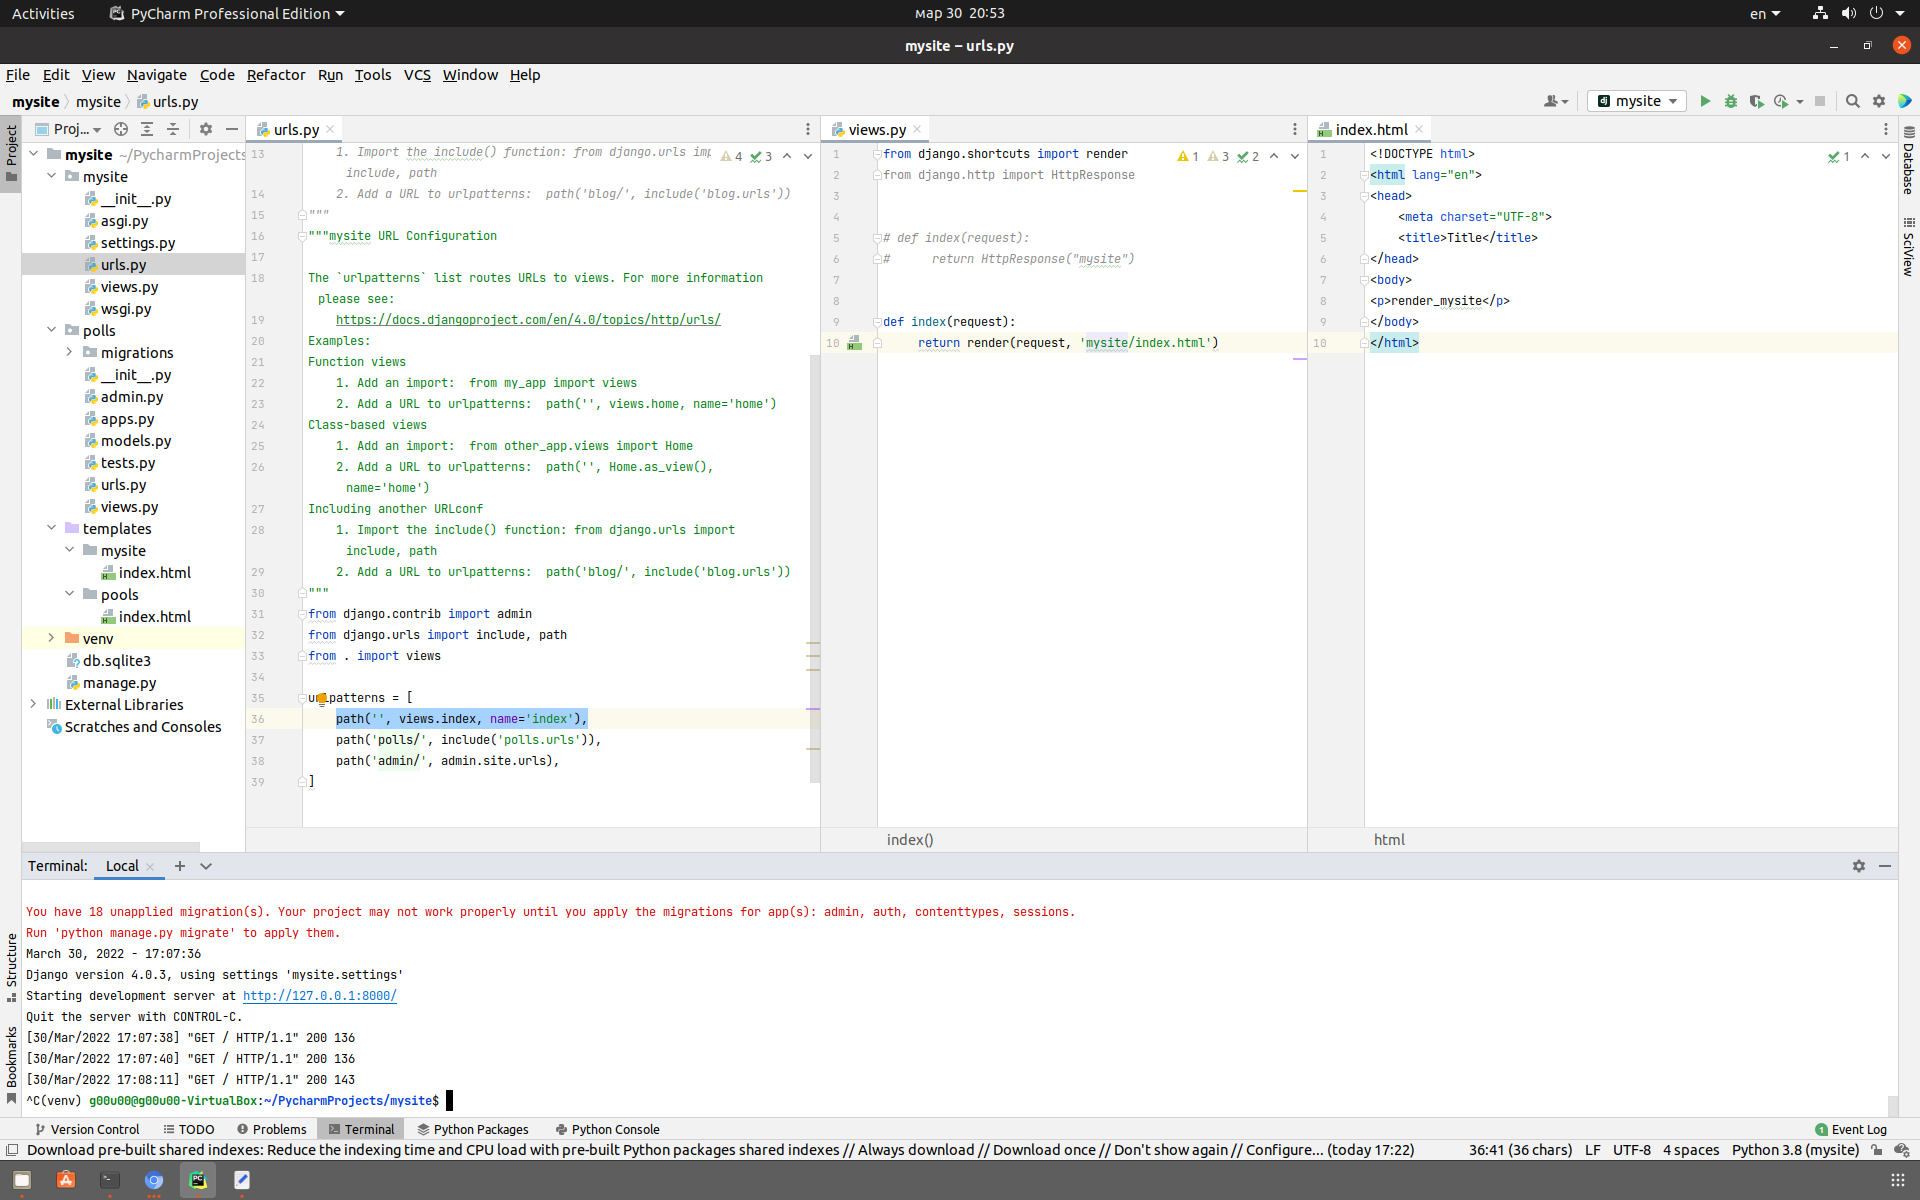 Activities
PyCharm Professional Edition
мар 30 20:53
en
mysite – urls.py
File Edit View Navigate Code Refactor Run Tools VCS Window Help
mysite mysite urls.py
mysite
Project
Proj...
mysite ~/PycharmProjects
mysite
__init__.py
asgi.py
settings.py
urls.py
views.py
wsgi.py
polls
migrations
__init__.py
admin.py
apps.py
models.py
tests.py
urls.py
views.py
templates
mysite
index.html
pools
index.html
venv
db.sqlite3
manage.py
External Libraries
Scratches and Consoles
urls.py
4 3
13 1. Import the include() function: from django.urls imp
include, path
14 2. Add a URL to urlpatterns: path('blog/', include('blog.urls'))
15 """
16 """mysite URL Configuration
17
18 The `urlpatterns` list routes URLs to views. For more information
please see:
19 https://docs.djangoproject.com/en/4.0/topics/http/urls/
20 Examples:
21 Function views
22 1. Add an import: from my_app import views
23 2. Add a URL to urlpatterns: path('', views.home, name='home')
24 Class-based views
25 1. Add an import: from other_app.views import Home
26 2. Add a URL to urlpatterns: path('', Home.as_view(),
name='home')
27 Including another URLconf
28 1. Import the include() function: from django.urls import
include, path
29 2. Add a URL to urlpatterns: path('blog/', include('blog.urls'))
30 """
31 from django.contrib import admin
32 from django.urls import include, path
33 from . import views
34
35 urlpatterns = [
36 path('', views.index, name='index'),
37 path('polls/', include('polls.urls')),
38 path('admin/', admin.site.urls),
39 ]
views.py
1 3 2
1 from django.shortcuts import render
2 from django.http import HttpResponse
3
4
5 # def index(request):
6 # return HttpResponse("mysite")
7
8
9 def index(request):
10 return render(request, 'mysite/index.html')
index()
index.html
1
1 <!DOCTYPE html>
2 <html lang="en">
3 <head>
4 <meta charset="UTF-8">
5 <title>Title</title>
6 </head>
7 <body>
8 <p>render_mysite</p>
9 </body>
10 </html>
html
Database
SciView
Terminal: Local
You have 18 unapplied migration(s). Your project may not work properly until you apply the migrations for app(s): admin, auth, contenttypes, sessions.
Run 'python manage.py migrate' to apply them.
March 30, 2022 - 17:07:36
Django version 4.0.3, using settings 'mysite.settings'
Starting development server at http://127.0.0.1:8000/
Quit the server with CONTROL-C.
[30/Mar/2022 17:07:38] "GET / HTTP/1.1" 200 136
[30/Mar/2022 17:07:40] "GET / HTTP/1.1" 200 136
[30/Mar/2022 17:08:11] "GET / HTTP/1.1" 200 143
^C(venv) g00u00@g00u00-VirtualBox:~/PycharmProjects/mysite$
Structure
Bookmarks
Version Control TODO Problems Terminal Python Packages Python Console
1 Event Log
Download pre-built shared indexes: Reduce the indexing time and CPU load with pre-built Python packages shared indexes // Always download // Download once // Don't show again // Configure... (today 17:22)
36:41 (36 chars) LF UTF-8 4 spaces Python 3.8 (mysite)